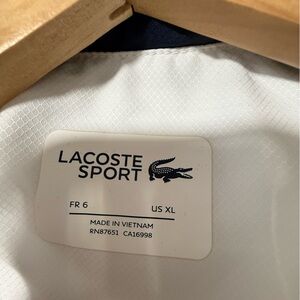 LACOSTE
SPORT
FR 6 US XL
MADE IN VIETNAM
RN87651 CA16998